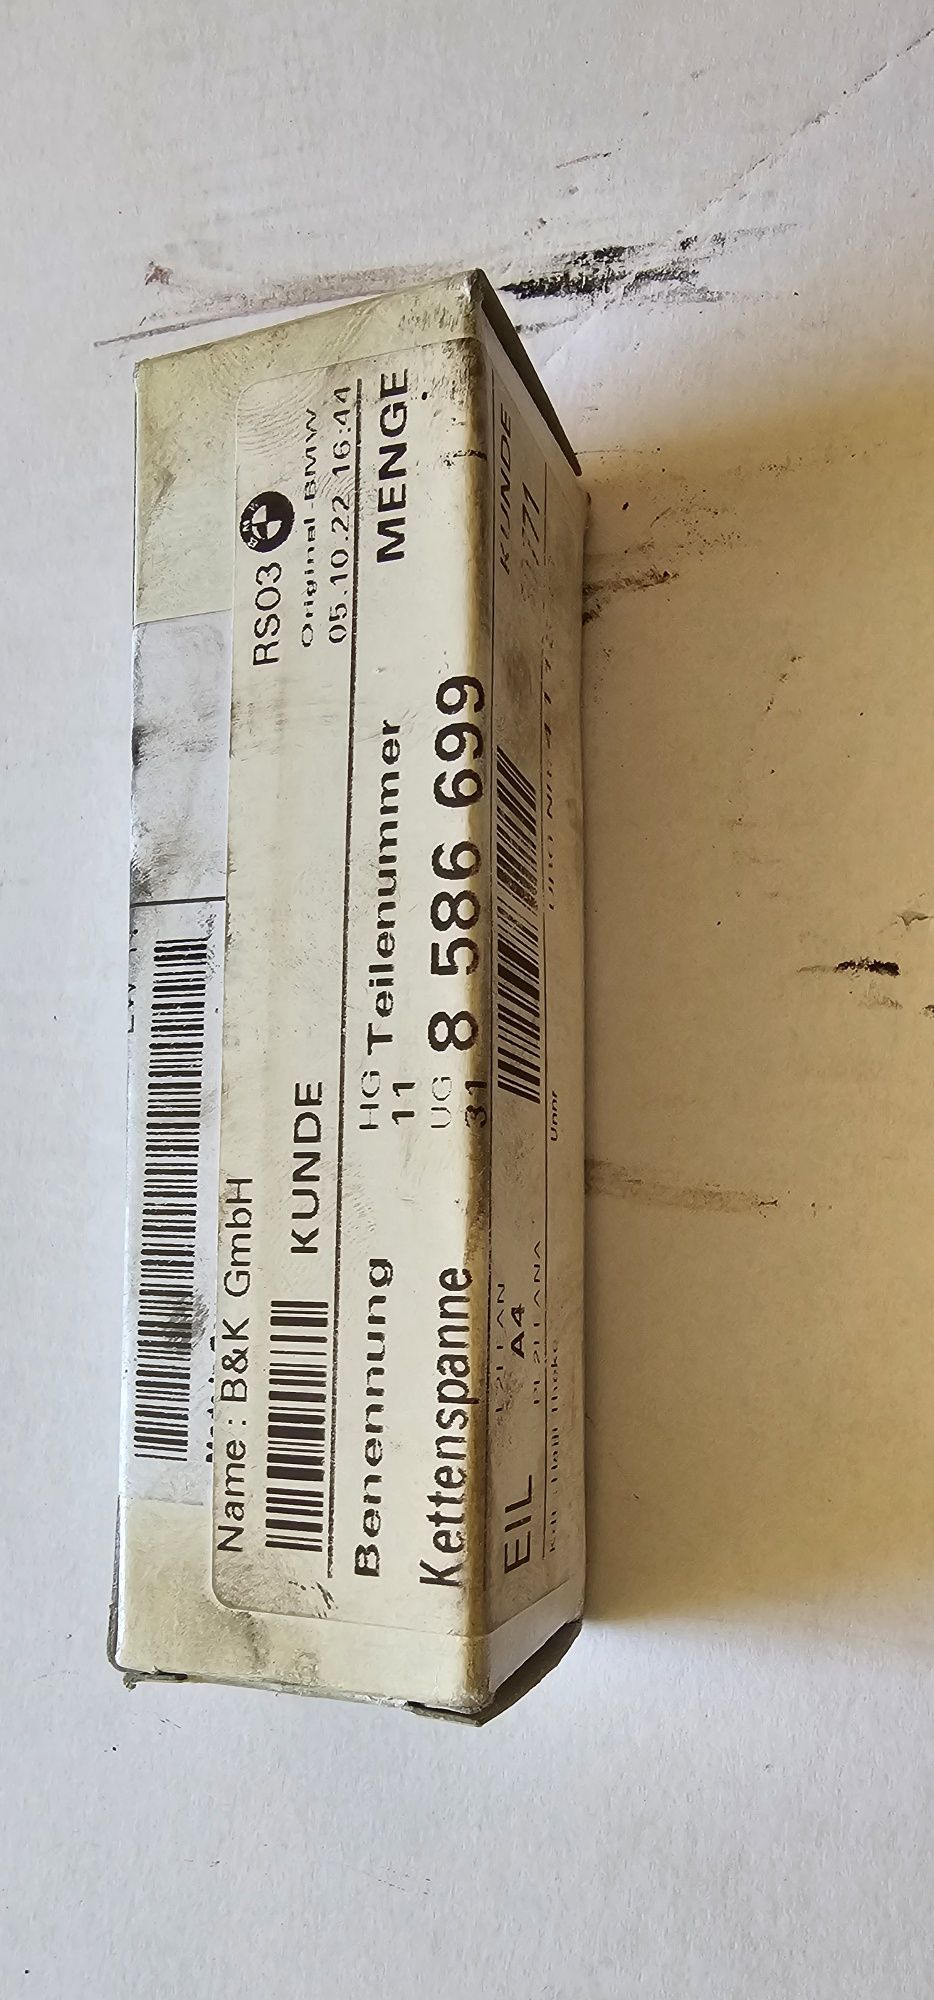 Name : B&K GmbH
RS03
Original BMW
KUNDE
05.10.22 16:44
Benennung
HG Teilenummer
MENGE
11
UG
Kettenspanne
31
8 586 699
KUNDE
EIL
A4